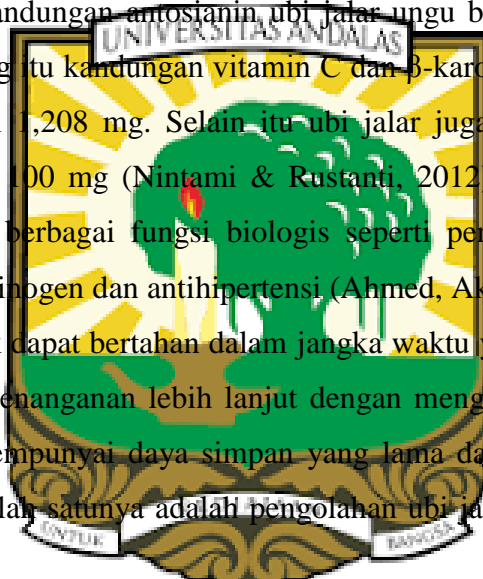 andungan antosianin ubi jalar ungu b
UNIVERSITAS ANDALAS
g itu kandungan vitamin C dan β-karo
1,208 mg. Selain itu ubi jalar juga
100 mg (Nintami & Rustanti, 2012
berbagai fungsi biologis seperti per
inogen dan antihipertensi (Ahmed, Ak
dapat bertahan dalam jangka waktu y
enanganan lebih lanjut dengan meng
empunyai daya simpan yang lama da
lah satunya adalah pengolahan ubi ja
UNTUK
BANGSA